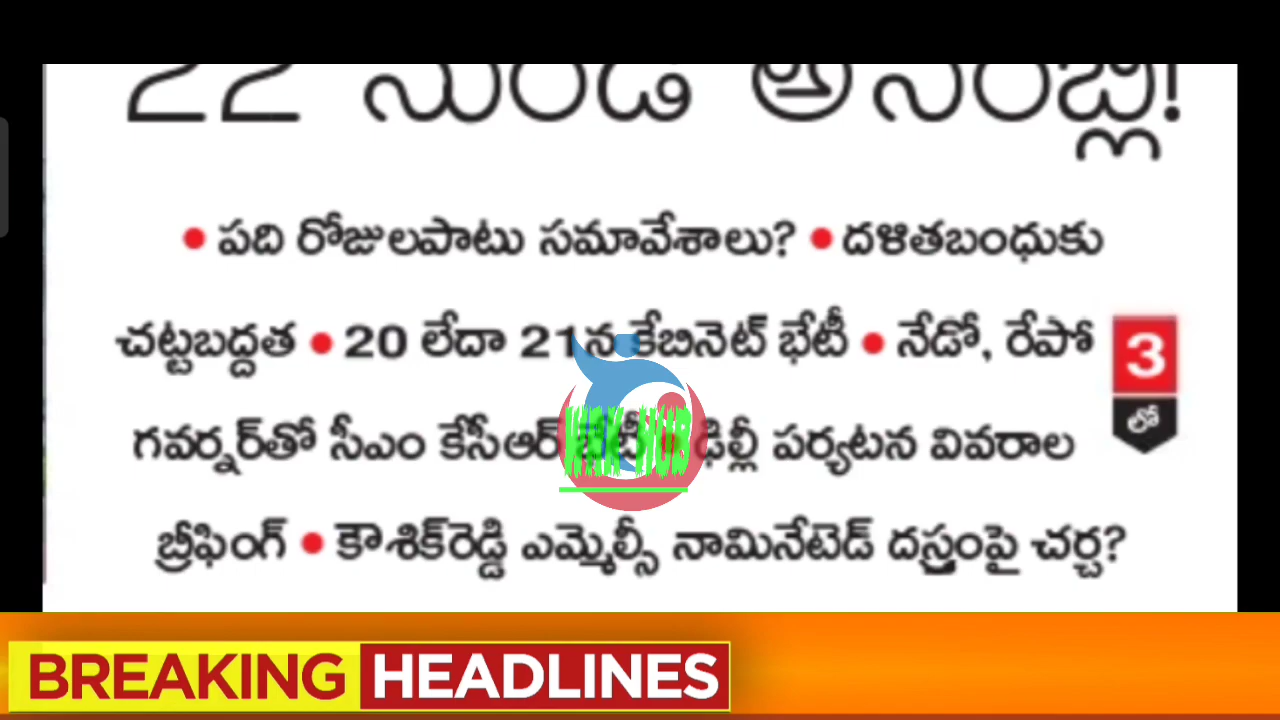 22 నుండి అసెంబ్లీ!
• పది రోజులపాటు సమావేశాలు? • దళితబంధుకు
చట్టబద్దత • 20 లేదా 21న కేబినెట్ భేటీ • నేడో, రేపో
3
లో
గవర్నర్‌తో సీఎం కేసీఆర్ భేటీ • ఢిల్లీ పర్యటన వివరాల
బ్రీఫింగ్ • కౌశిక్‌రెడ్డి ఎమ్మెల్సీ నామినేటెడ్ దస్త్రంపై చర్చ?
BREAKING HEADLINES